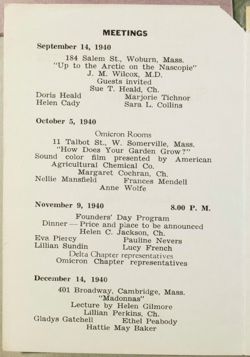 MEETINGS
September 14, 1940
184 Salem St., Woburn, Mass.
"Up to the Arctic on the Nascopie"
J. M. Wilcox, M.D.
Guests invited
Sue T. Heald, Ch.
Doris Heald Marjorie Tichnor
Helen Cady Sara L. Collins
October 5, 1940
Omicron Rooms
11 Talbot St., W. Somerville, Mass.
"How Does Your Garden Grow?"
Sound color film presented by American
Agricultural Chemical Co.
Margaret Cochran, Ch.
Nellie Mansfield Frances Mendell
Anne Wolfe
November 9, 1940 8.00 P. M.
Founders' Day Program
Dinner — Price and place to be announced
Helen C. Jackson, Ch.
Eva Piercy Pauline Nevers
Lillian Sundin Lucy French
Delta Chapter representatives
Omicron Chapter representatives
December 14, 1940
401 Broadway, Cambridge, Mass.
"Madonnas"
Lecture by Helen Gilmore
Lillian Perkins, Ch.
Gladys Gatchell Ethel Peabody
Hattie May Baker